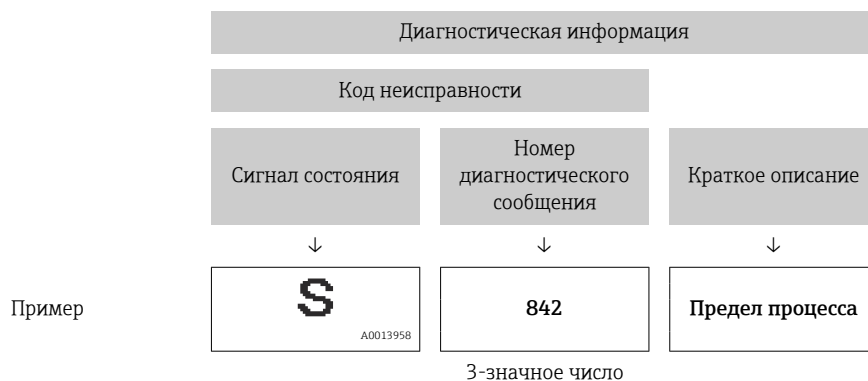 Диагностическая информация
Код неисправности
Сигнал состояния
Номер
диагностического
сообщения
Краткое описание
↓ ↓ ↓
Пример
S
A0013958
842
Предел процесса
3-значное число